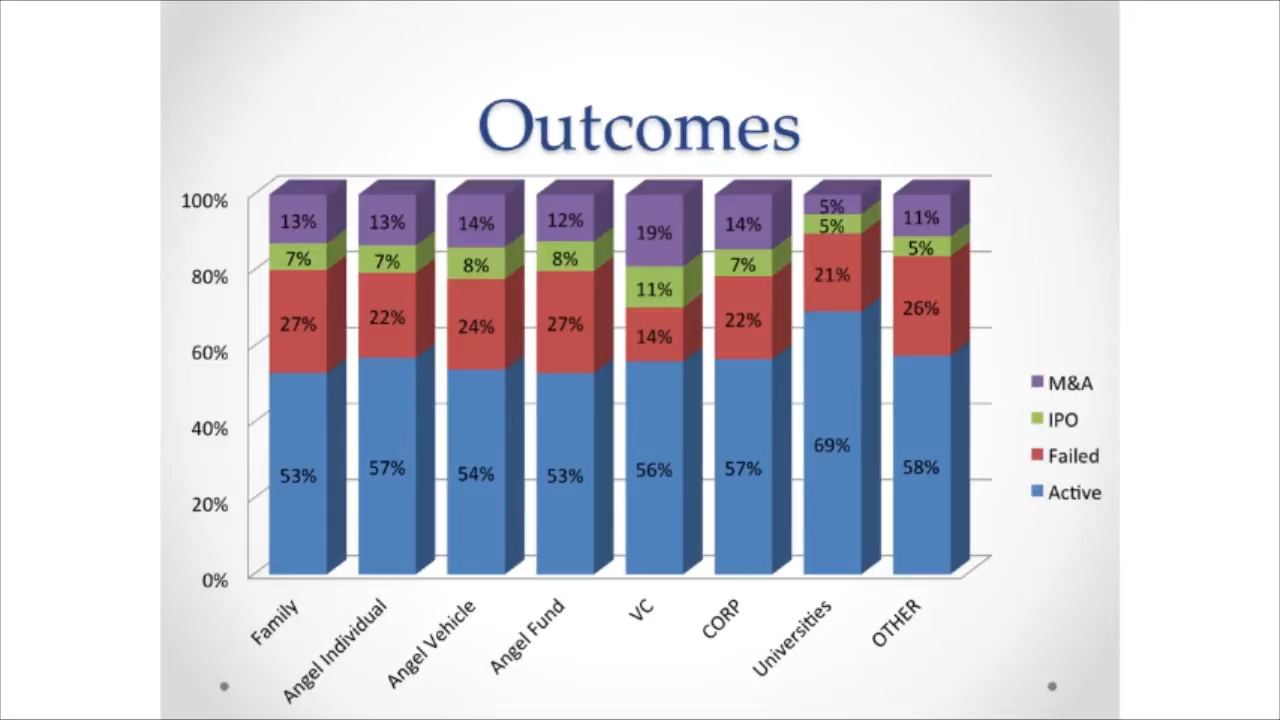 Outcomes
100%
80%
60%
40%
20%
0%
13% 13% 14% 12% 19% 14% 5% 11%
7% 7% 8% 8% 11% 7% 5% 5%
27% 22% 24% 27% 14% 22% 21% 26%
53% 57% 54% 53% 56% 57% 69% 58%
Family
Angel Individual
Angel Vehicle
Angel Fund
VC
CORP
Universities
OTHER
M&A
IPO
Failed
Active